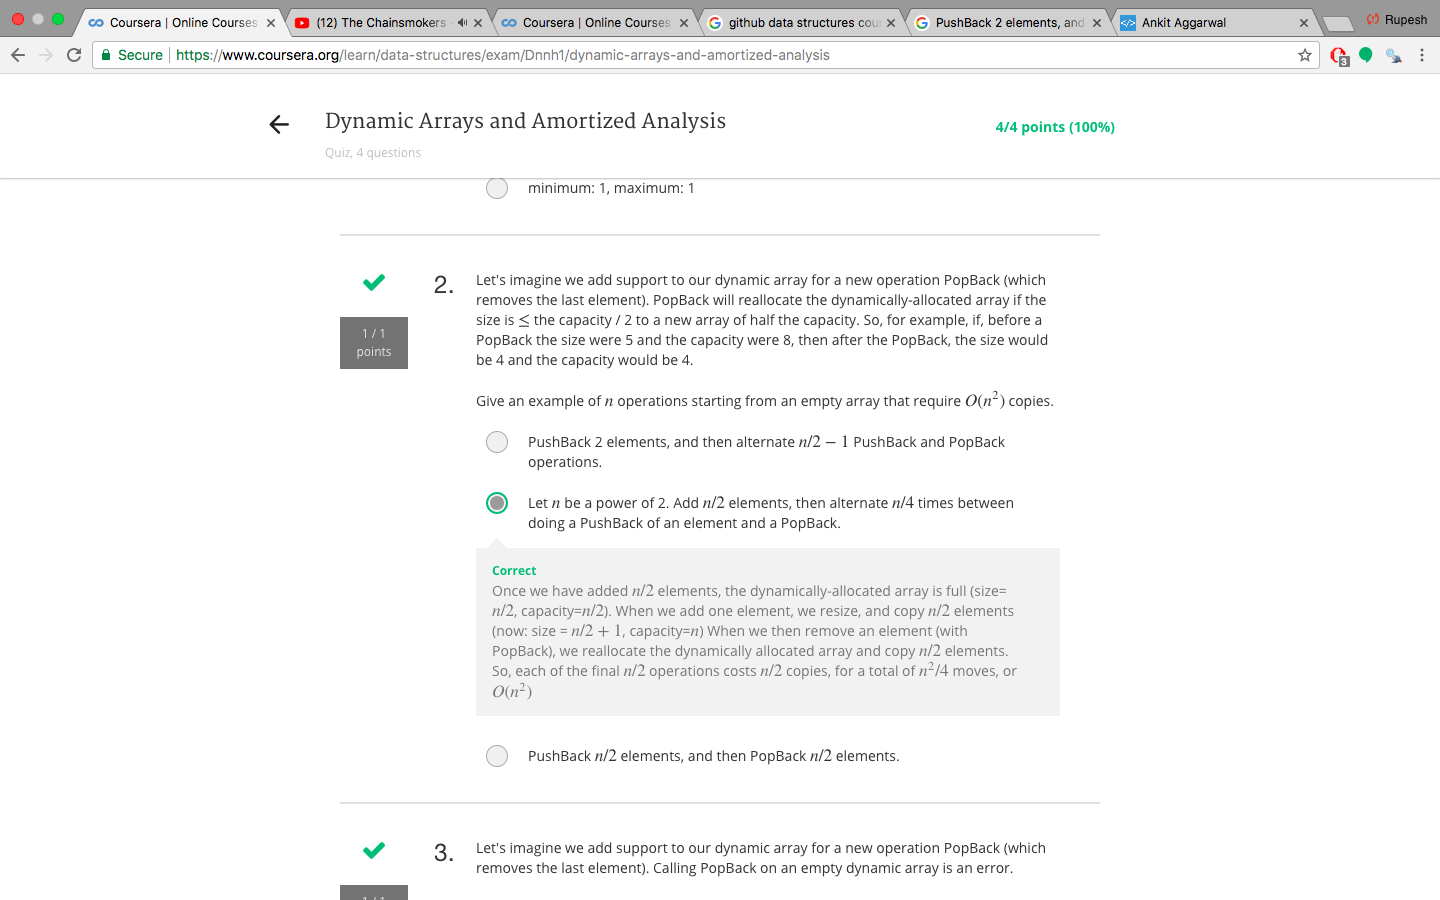 Coursera | Online Courses
(12) The Chainsmokers
Coursera | Online Courses
github data structures cou
PushBack 2 elements, and
Ankit Aggarwal
Rupesh
Secure
https://www.coursera.org/learn/data-structures/exam/Dnnh1/dynamic-arrays-and-amortized-analysis
3
Dynamic Arrays and Amortized Analysis
4/4 points (100%)
Quiz, 4 questions
minimum: 1, maximum: 1
1 / 1
points
2.
Let's imagine we add support to our dynamic array for a new operation PopBack (which
removes the last element). PopBack will reallocate the dynamically-allocated array if the
size is ≤ the capacity / 2 to a new array of half the capacity. So, for example, if, before a
PopBack the size were 5 and the capacity were 8, then after the PopBack, the size would
be 4 and the capacity would be 4.
Give an example of n operations starting from an empty array that require O(n²) copies.
PushBack 2 elements, and then alternate n/2 − 1 PushBack and PopBack
operations.
Let n be a power of 2. Add n/2 elements, then alternate n/4 times between
doing a PushBack of an element and a PopBack.
Correct
Once we have added n/2 elements, the dynamically-allocated array is full (size=
n/2, capacity=n/2). When we add one element, we resize, and copy n/2 elements
(now: size = n/2 + 1, capacity=n) When we then remove an element (with
PopBack), we reallocate the dynamically allocated array and copy n/2 elements.
So, each of the final n/2 operations costs n/2 copies, for a total of n²/4 moves, or
O(n²)
PushBack n/2 elements, and then PopBack n/2 elements.
3.
Let's imagine we add support to our dynamic array for a new operation PopBack (which
removes the last element). Calling PopBack on an empty dynamic array is an error.